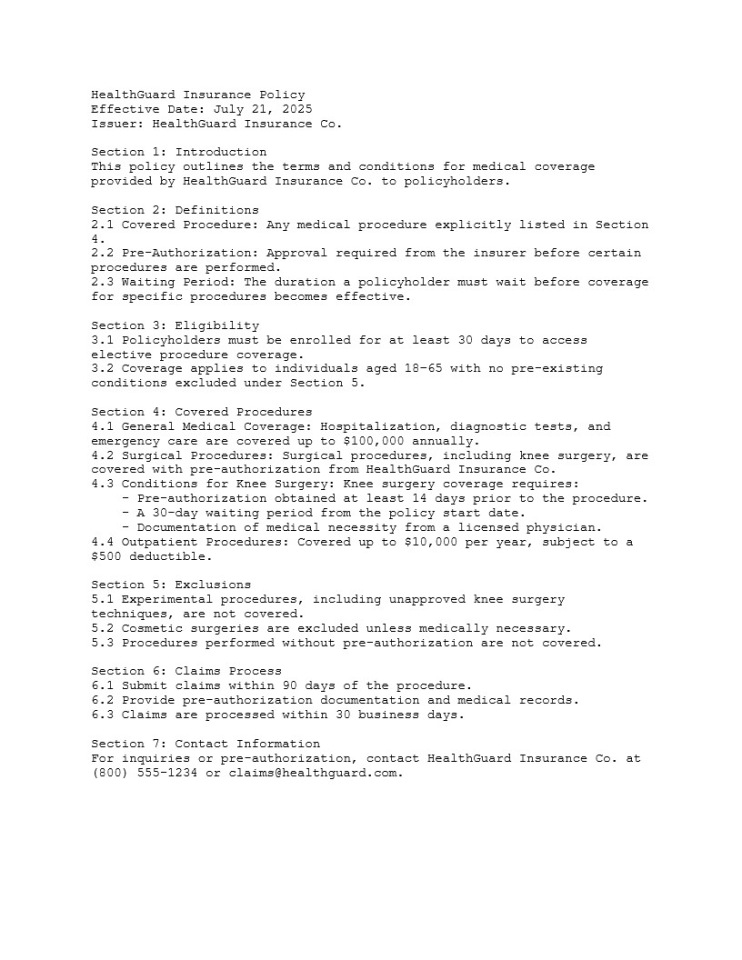 HealthGuard Insurance Policy
Effective Date: July 21, 2025
Issuer: HealthGuard Insurance Co.
Section 1: Introduction
This policy outlines the terms and conditions for medical coverage
provided by HealthGuard Insurance Co. to policyholders.
Section 2: Definitions
2.1 Covered Procedure: Any medical procedure explicitly listed in Section
4.
2.2 Pre-Authorization: Approval required from the insurer before certain
procedures are performed.
2.3 Waiting Period: The duration a policyholder must wait before coverage
for specific procedures becomes effective.
Section 3: Eligibility
3.1 Policyholders must be enrolled for at least 30 days to access
elective procedure coverage.
3.2 Coverage applies to individuals aged 18-65 with no pre-existing
conditions excluded under Section 5.
Section 4: Covered Procedures
4.1 General Medical Coverage: Hospitalization, diagnostic tests, and
emergency care are covered up to $100,000 annually.
4.2 Surgical Procedures: Surgical procedures, including knee surgery, are
covered with pre-authorization from HealthGuard Insurance Co.
4.3 Conditions for Knee Surgery: Knee surgery coverage requires:
- Pre-authorization obtained at least 14 days prior to the procedure.
- A 30-day waiting period from the policy start date.
- Documentation of medical necessity from a licensed physician.
4.4 Outpatient Procedures: Covered up to $10,000 per year, subject to a
$500 deductible.
Section 5: Exclusions
5.1 Experimental procedures, including unapproved knee surgery
techniques, are not covered.
5.2 Cosmetic surgeries are excluded unless medically necessary.
5.3 Procedures performed without pre-authorization are not covered.
Section 6: Claims Process
6.1 Submit claims within 90 days of the procedure.
6.2 Provide pre-authorization documentation and medical records.
6.3 Claims are processed within 30 business days.
Section 7: Contact Information
For inquiries or pre-authorization, contact HealthGuard Insurance Co. at
(800) 555-1234 or claims@healthguard.com.